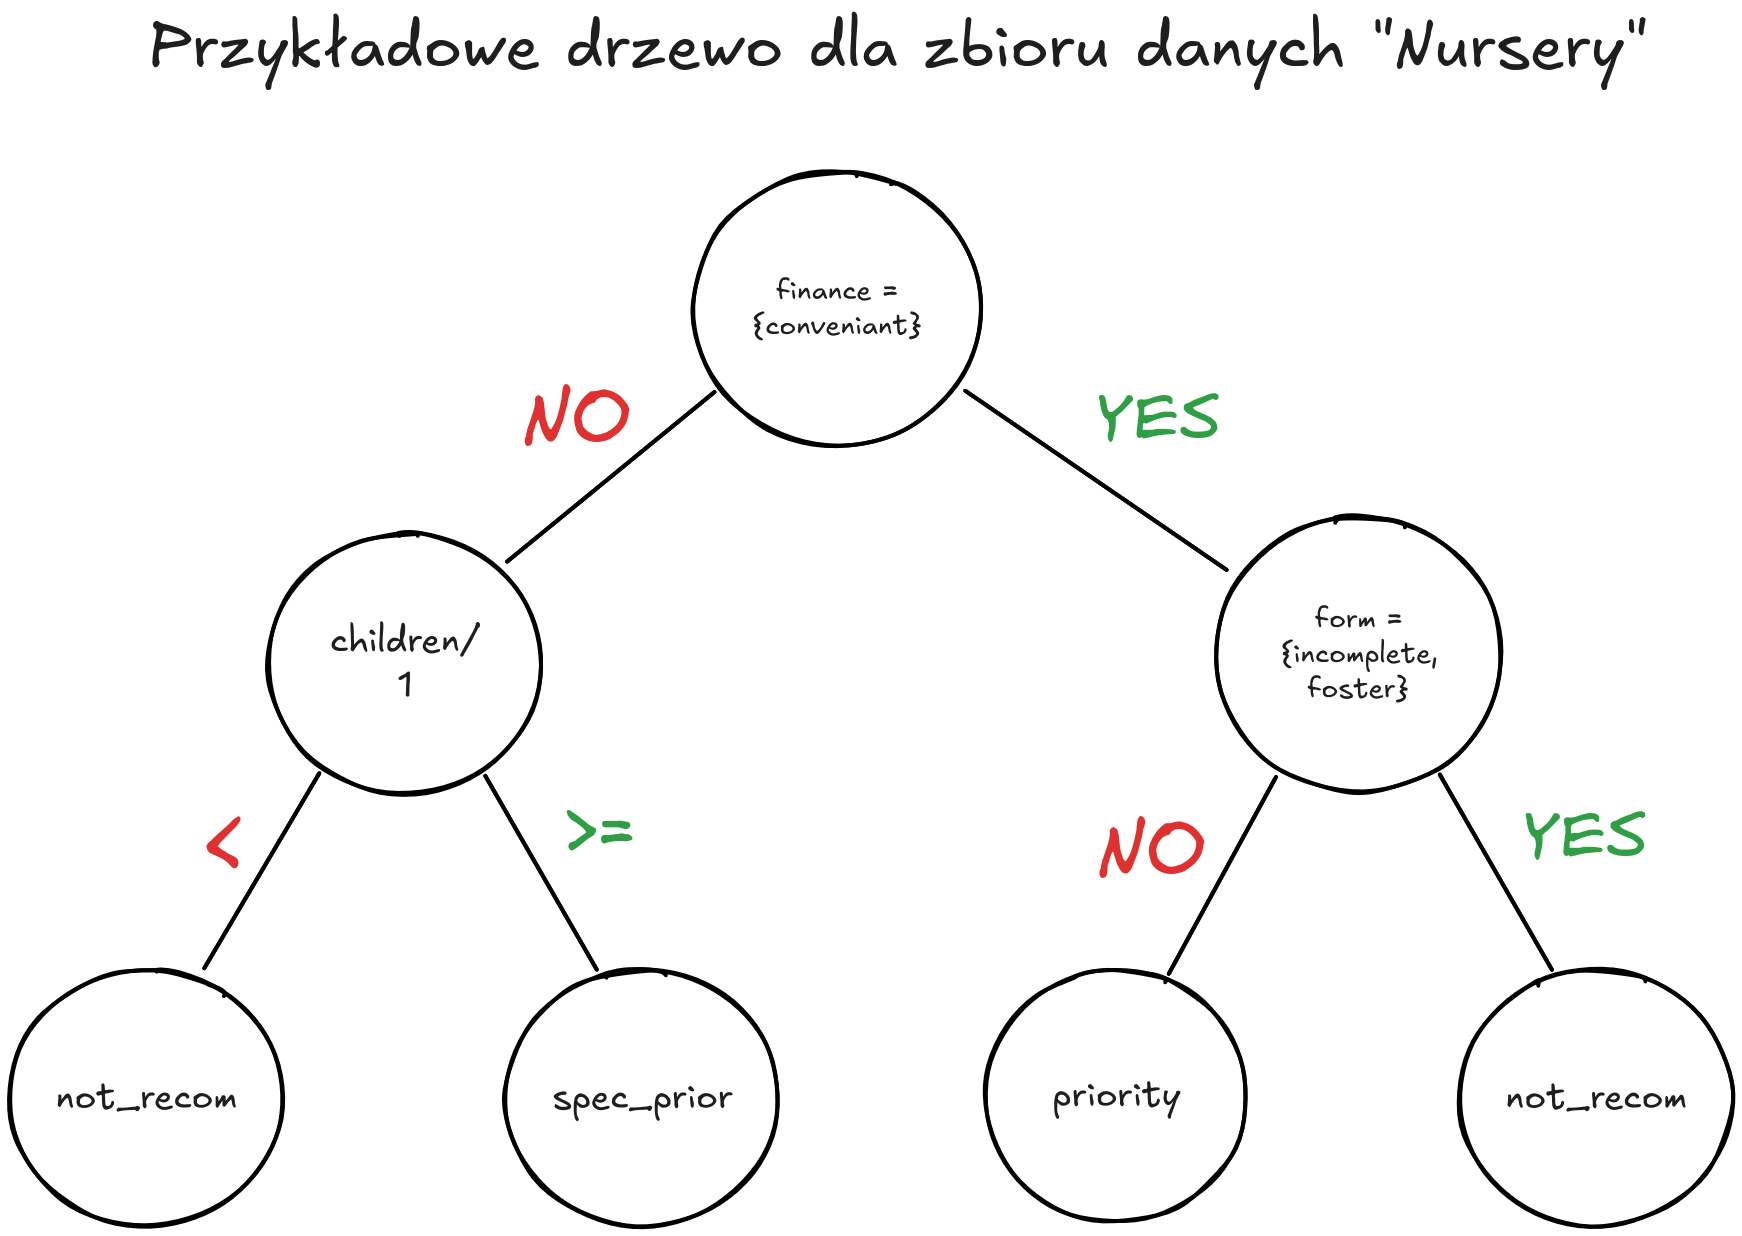 Przykładowe drzewo dla zbioru danych "Nursery"
finance =
{conveniant}
NO
YES
children/
1
form =
{incomplete,
foster}
<
>=
NO
YES
not_recom
spec_prior
priority
not_recom